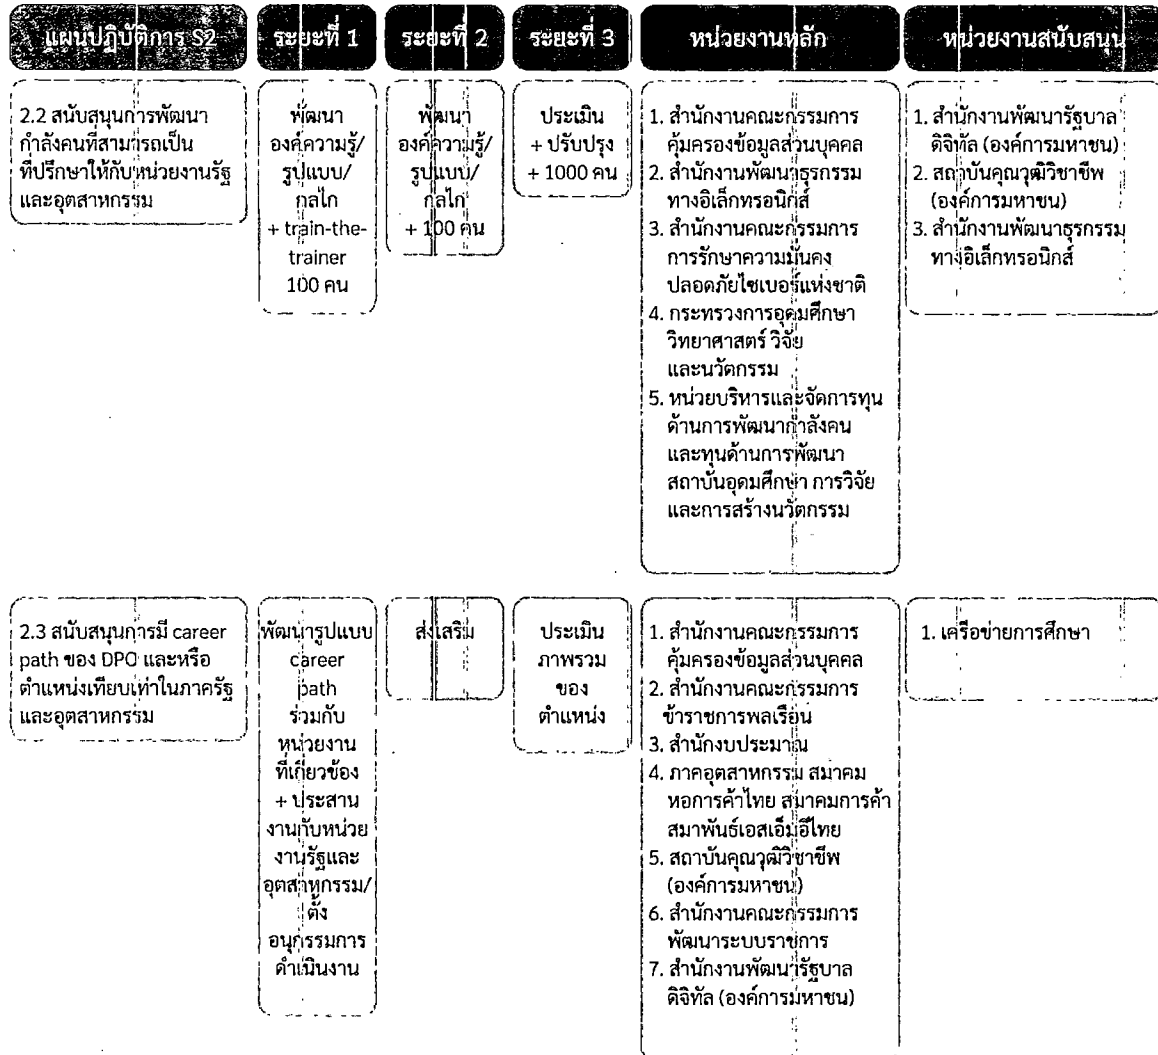 แผนปฏิบัติการ S2
ระยะที่ 1
ระยะที่ 2
ระยะที่ 3
หน่วยงานหลัก
หน่วยงานสนับสนุน
2.2 สนับสนุนการพัฒนา
กำลังคนที่สามารถเป็น
ที่ปรึกษาให้กับหน่วยงานรัฐ
และอุตสาหกรรม
พัฒนา
องค์ความรู้/
รูปแบบ/
กลไก
+ train-the-
trainer
100 คน
พัฒนา
องค์ความรู้/
รูปแบบ/
กลไก
+ 100 คน
ประเมิน
+ ปรับปรุง
+ 1000 คน
1. สำนักงานคณะกรรมการ
คุ้มครองข้อมูลส่วนบุคคล
2. สำนักงานพัฒนาธุรกรรม
ทางอิเล็กทรอนิกส์
3. สำนักงานคณะกรรมการ
การรักษาความมั่นคง
ปลอดภัยไซเบอร์แห่งชาติ
4. กระทรวงการอุดมศึกษา
วิทยาศาสตร์ วิจัย
และนวัตกรรม
5. หน่วยบริหารและจัดการทุน
ด้านการพัฒนากำลังคน
และทุนด้านการพัฒนา
สถาบันอุดมศึกษา การวิจัย
และการสร้างนวัตกรรม
1. สำนักงานพัฒนารัฐบาล
ดิจิทัล (องค์การมหาชน)
2. สถาบันคุณวุฒิวิชาชีพ
(องค์การมหาชน)
3. สำนักงานพัฒนาธุรกรรม
ทางอิเล็กทรอนิกส์
2.3 สนับสนุนการมี career
path ของ DPO และหรือ
ตำแหน่งเทียบเท่าในภาครัฐ
และอุตสาหกรรม
พัฒนารูปแบบ
career
path
ร่วมกับ
หน่วยงาน
ที่เกี่ยวข้อง
+ ประสาน
งานกับหน่วย
งานรัฐและ
อุตสาหกรรม/
ตั้ง
อนุกรรมการ
ดำเนินงาน
ส่งเสริม
ประเมิน
ภาพรวม
ของ
ตำแหน่ง
1. สำนักงานคณะกรรมการ
คุ้มครองข้อมูลส่วนบุคคล
2. สำนักงานคณะกรรมการ
ข้าราชการพลเรือน
3. สำนักงบประมาณ
4. ภาคอุตสาหกรรม สมาคม
หอการค้าไทย สมาคมการค้า
สมาพันธ์เอสเอ็มอีไทย
5. สถาบันคุณวุฒิวิชาชีพ
(องค์การมหาชน)
6. สำนักงานคณะกรรมการ
พัฒนาระบบราชการ
7. สำนักงานพัฒนารัฐบาล
ดิจิทัล (องค์การมหาชน)
1. เครือข่ายการศึกษา